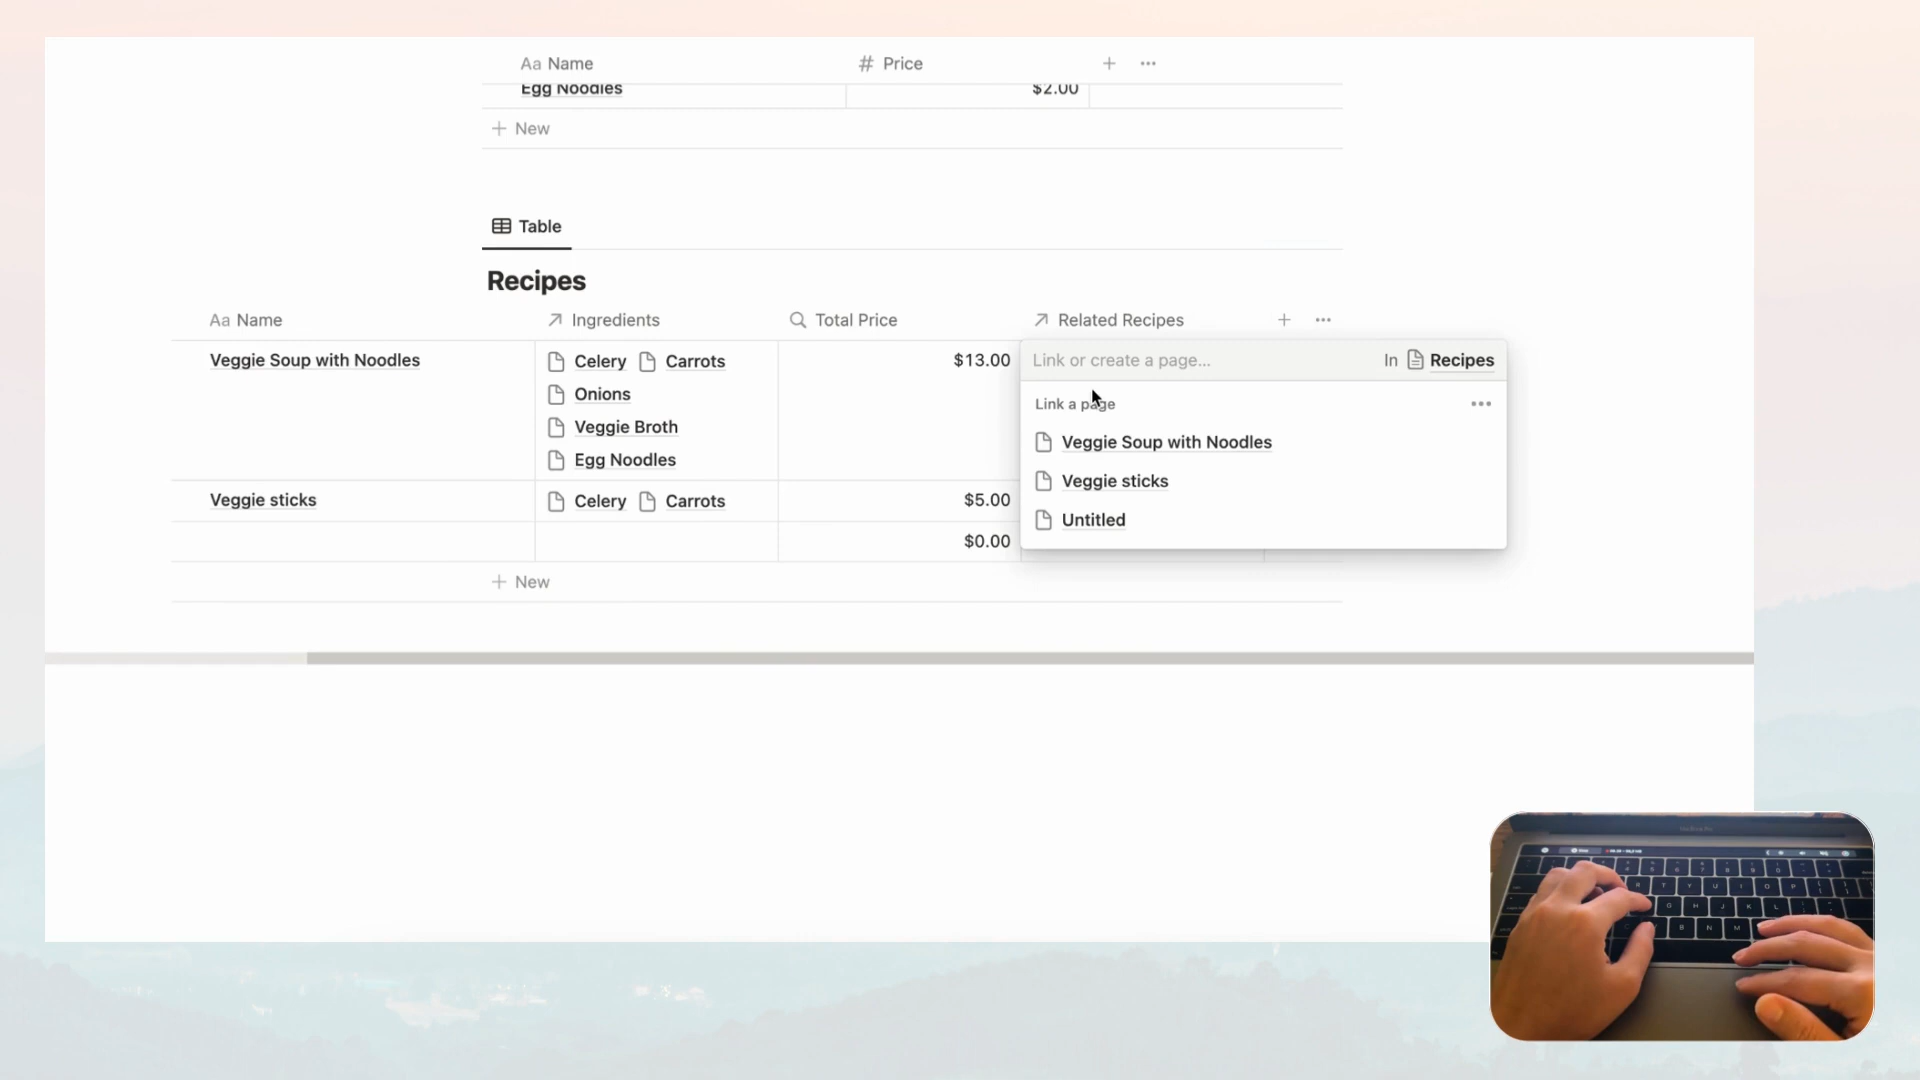 Aa Name # Price
Egg Noodles $2.00
New
Table
Recipes
Aa Name Ingredients Total Price Related Recipes
Veggie Soup with Noodles Celery Carrots $13.00 Link or create a page... In Recipes
Onions Link a page
Veggie Broth Veggie Soup with Noodles
Egg Noodles Veggie sticks
Veggie sticks Celery Carrots $5.00 Untitled
$0.00
New